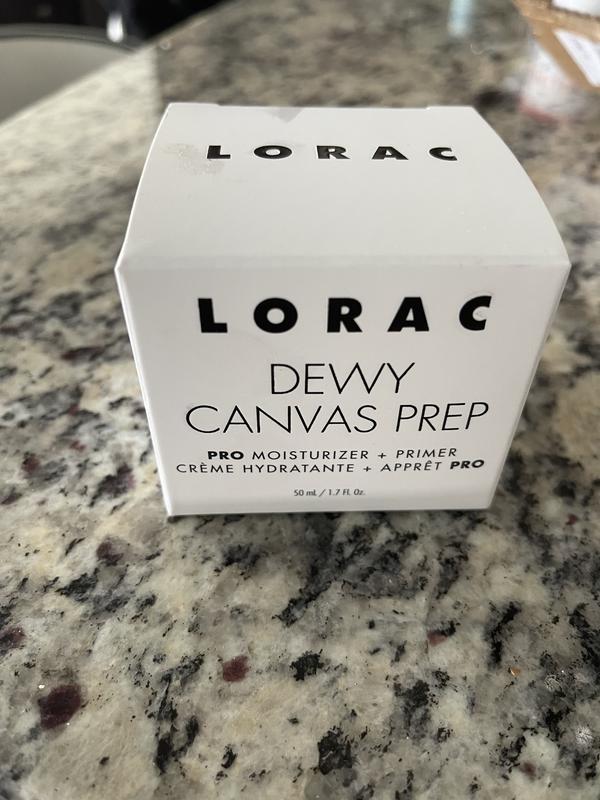 LORAC
LORAC
DEWY
CANVAS PREP
PRO MOISTURIZER + PRIMER
CRÈME HYDRATANTE + APPRÊT PRO
50 mL / 1.7 Fl. Oz.